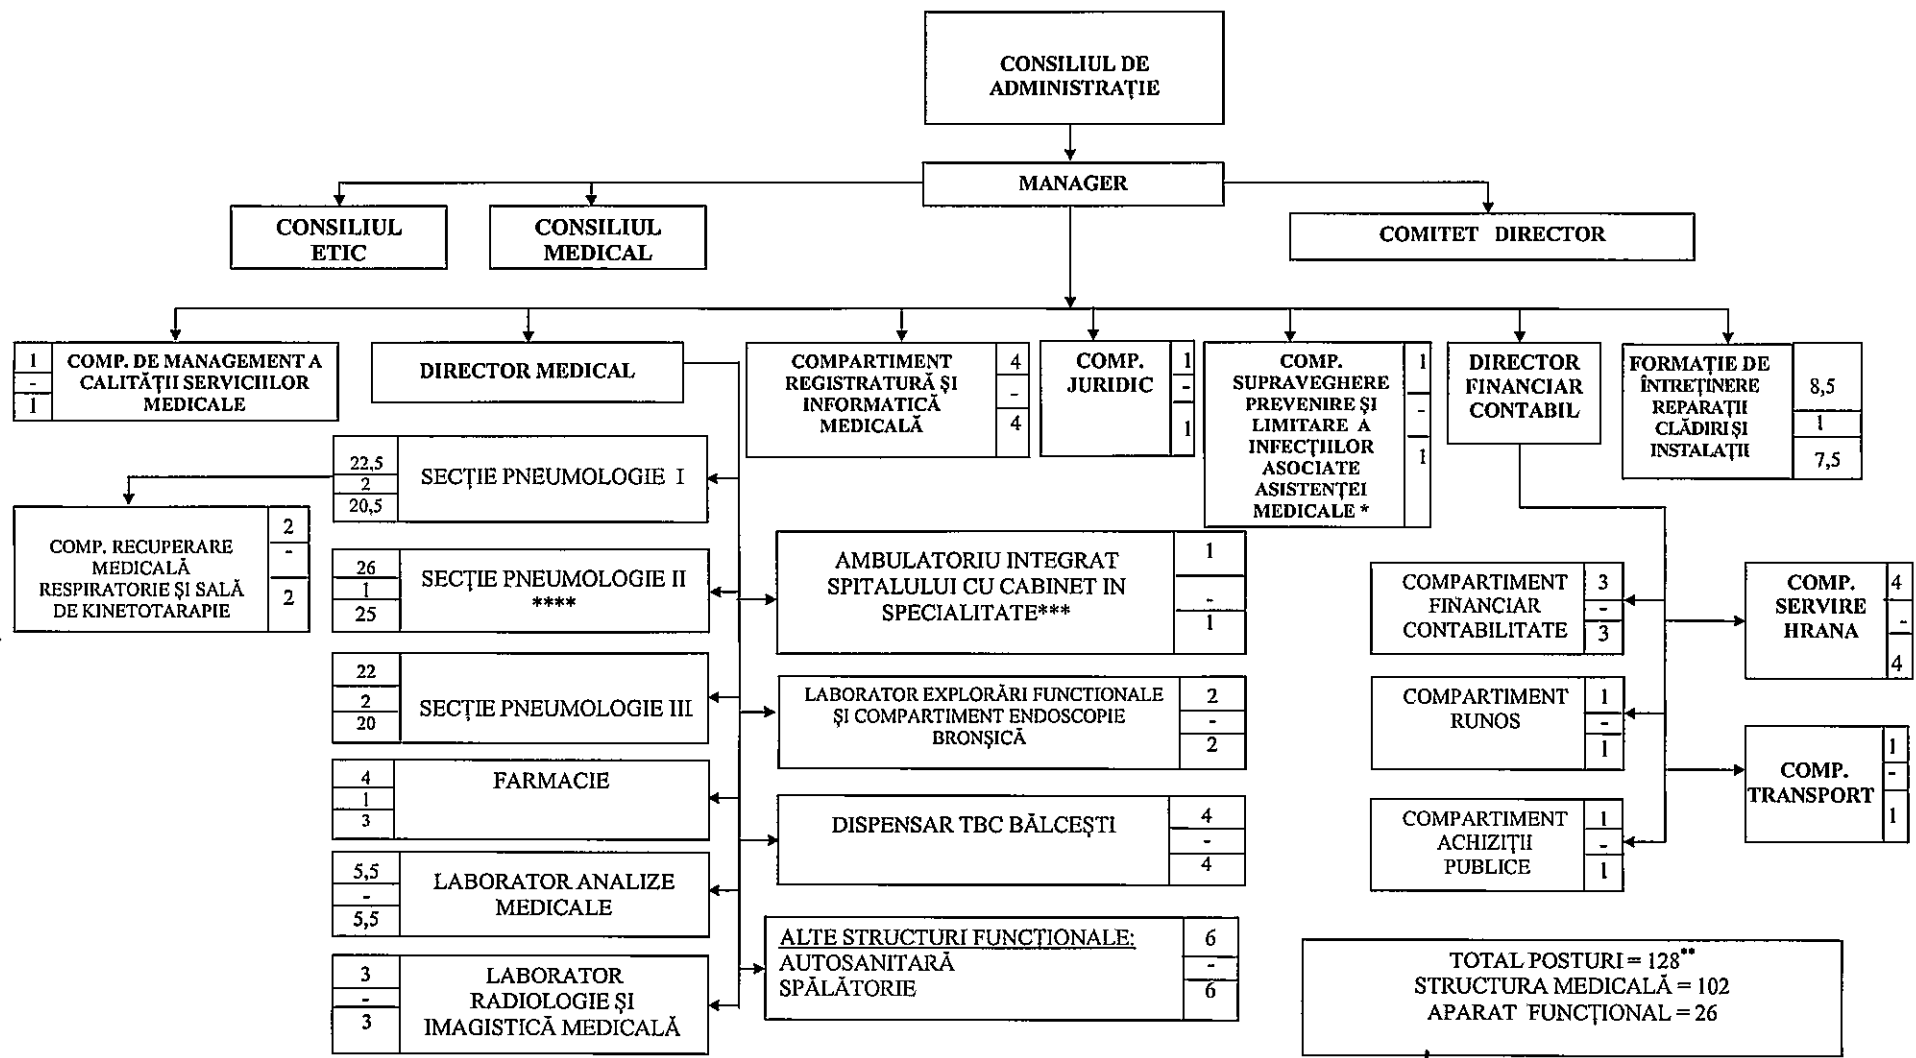 CONSILIUL DE
ADMINISTRAȚIE
MANAGER
CONSILIUL
ETIC
CONSILIUL
MEDICAL
COMITET DIRECTOR
1
-
1
COMP. DE MANAGEMENT A
CALITĂȚII SERVICIILOR
MEDICALE
DIRECTOR MEDICAL
COMPARTIMENT
REGISTRATURĂ ȘI
INFORMATICĂ
MEDICALĂ
4
-
4
COMP.
JURIDIC
1
-
1
COMP.
SUPRAVEGHERE
PREVENIRE ȘI
LIMITARE A
INFECȚIILOR
ASOCIATE
ASISTENȚEI
MEDICALE *
1
-
1
DIRECTOR
FINANCIAR
CONTABIL
FORMAȚIE DE
ÎNTREȚINERE
REPARAȚII
CLĂDIRI ȘI
INSTALAȚII
8,5
1
7,5
22,5
2
20,5
SECȚIE PNEUMOLOGIE I
COMP. RECUPERARE
MEDICALĂ
RESPIRATORIE ȘI SALĂ
DE KINETOTARAPIE
2
-
2
26
1
25
SECȚIE PNEUMOLOGIE II
****
22
2
20
SECȚIE PNEUMOLOGIE III
4
1
3
FARMACIE
5,5
-
5,5
LABORATOR ANALIZE
MEDICALE
3
-
3
LABORATOR
RADIOLOGIE ȘI
IMAGISTICĂ MEDICALĂ
AMBULATORIU INTEGRAT
SPITALULUI CU CABINET IN
SPECIALITATE***
1
-
1
LABORATOR EXPLORĂRI FUNCTIONALE
ȘI COMPARTIMENT ENDOSCOPIE
BRONȘICĂ
2
-
2
DISPENSAR TBC BĂLCEȘTI
4
-
4
ALTE STRUCTURI FUNCȚIONALE:
AUTOSANITARĂ
SPĂLĂTORIE
6
-
6
COMPARTIMENT
FINANCIAR
CONTABILITATE
3
-
3
COMPARTIMENT
RUNOS
1
-
1
COMPARTIMENT
ACHIZIȚII
PUBLICE
1
-
1
COMP.
SERVIRE
HRANA
4
-
4
COMP.
TRANSPORT
1
-
1
TOTAL POSTURI = 128**
STRUCTURA MEDICALĂ = 102
APARAT FUNCȚIONAL = 26